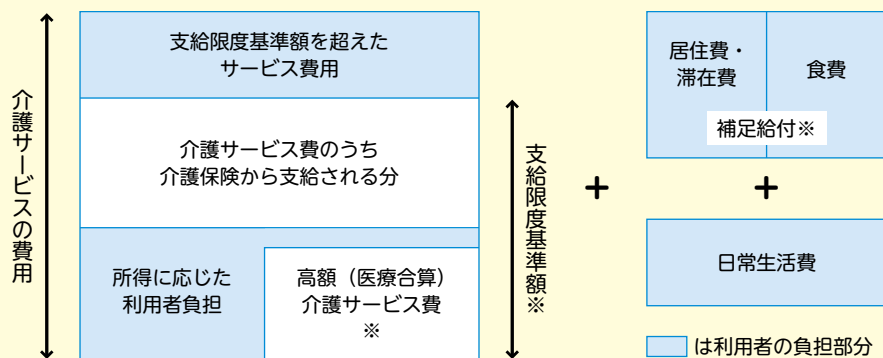 介護サービスの費用
支給限度基準額を超えた
サービス費用
介護サービス費のうち
介護保険から支給される分
所得に応じた
利用者負担
高額（医療合算）
介護サービス費
※
支給限度基準額※
＋
居住費・
滞在費
食費
補足給付※
＋
日常生活費
は利用者の負担部分